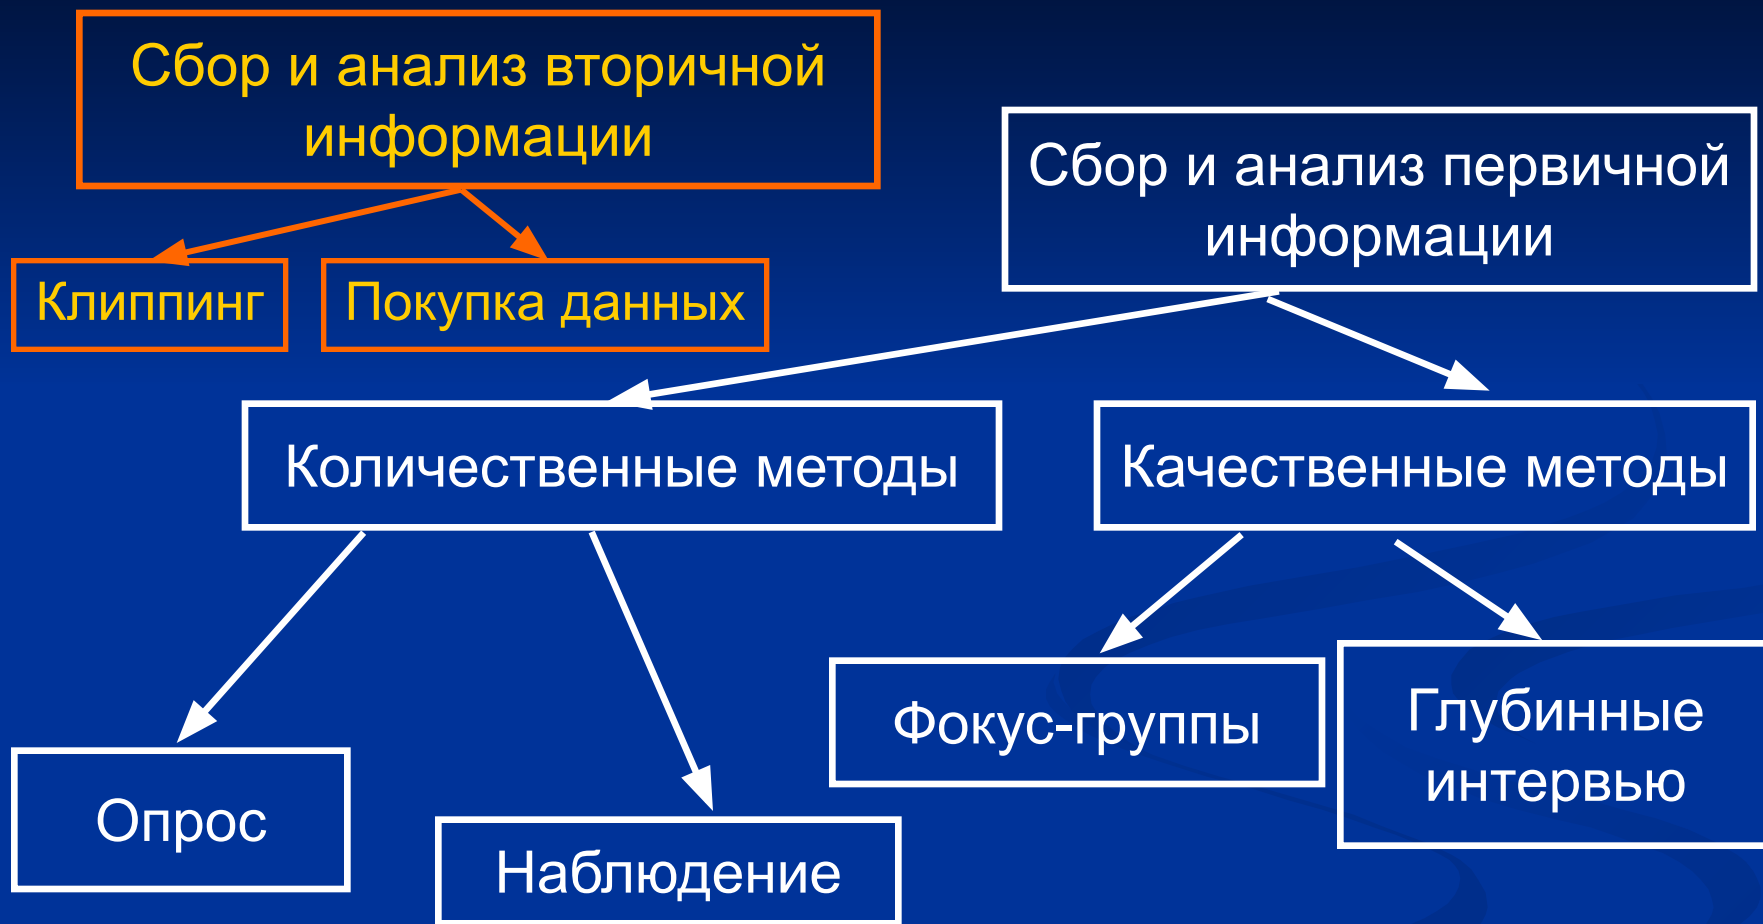 Сбор и анализ вторичной
информации
Сбор и анализ первичной
информации
Клиппинг
Покупка данных
Количественные методы
Качественные методы
Фокус-группы
Глубинные
интервью
Опрос
Наблюдение